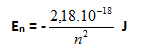 Eₙ = - 2,18.10⁻¹⁸ / n² J